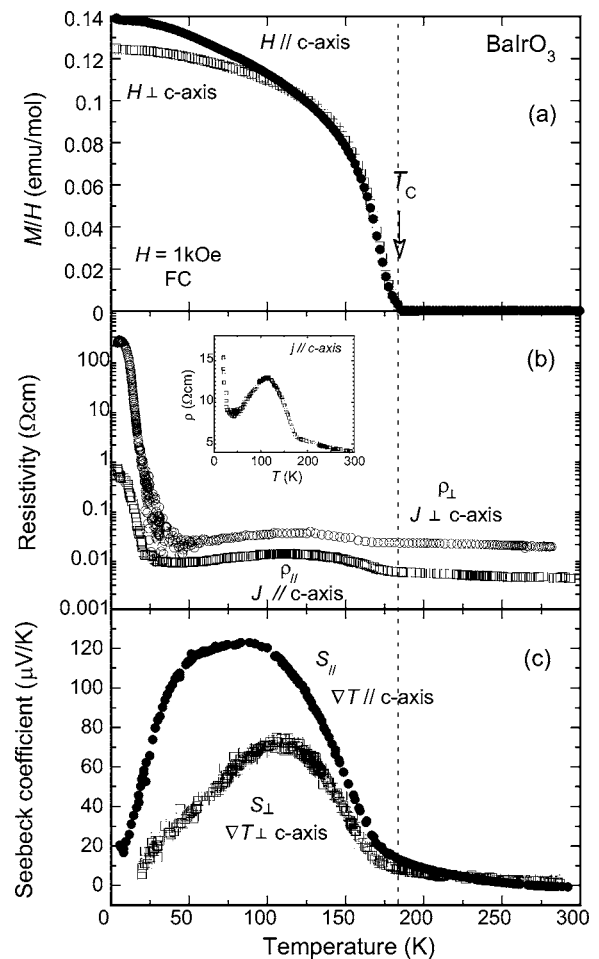 0.14
0.12
0.1
0.08
0.06
0.04
0.02
0
M/H (emu/mol)
H // c-axis
BaIrO3
H ⊥ c-axis
(a)
TC
H = 1kOe
FC
100
10
1
0.1
0.01
0.001
Resistivity (Ωcm)
(b)
15
10
5
ρ (Ωcm)
j // c-axis
0 100 200 300
T (K)
ρ⊥
J ⊥ c-axis
ρ//
J // c-axis
120
100
80
60
40
20
0
Seebeck coefficient (μV/K)
(c)
S//
∇T // c-axis
S⊥
∇T ⊥ c-axis
0 50 100 150 200 250 300
Temperature (K)